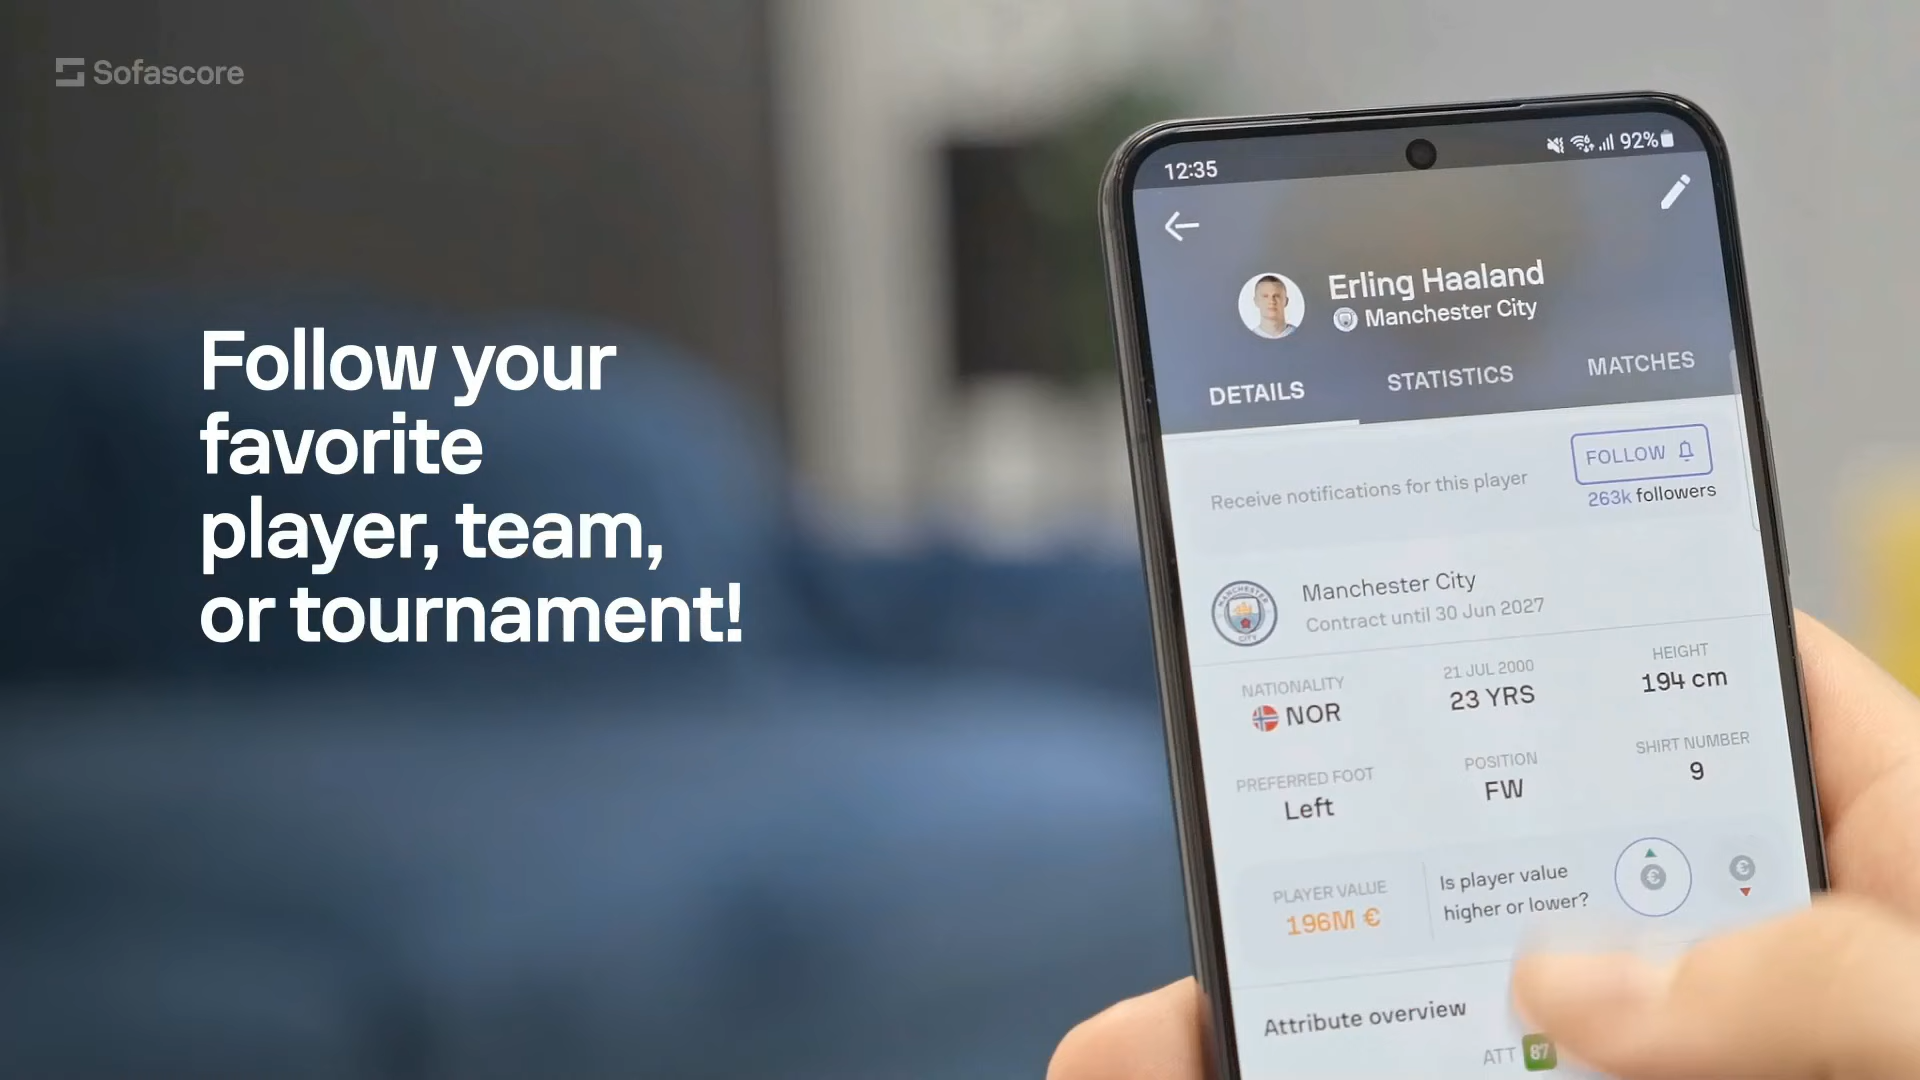 Sofascore
Follow your
favorite
player, team,
or tournament!
12:35
92%
Erling Haaland
Manchester City
DETAILS
STATISTICS
MATCHES
Receive notifications for this player
FOLLOW
263k followers
MANCHESTER
CITY
Manchester City
Contract until 30 Jun 2027
NATIONALITY
NOR
21 JUL 2000
23 YRS
HEIGHT
194 cm
PREFERRED FOOT
Left
POSITION
FW
SHIRT NUMBER
9
PLAYER VALUE
196M €
Is player value
higher or lower?
€
€
Attribute overview
ATT 87